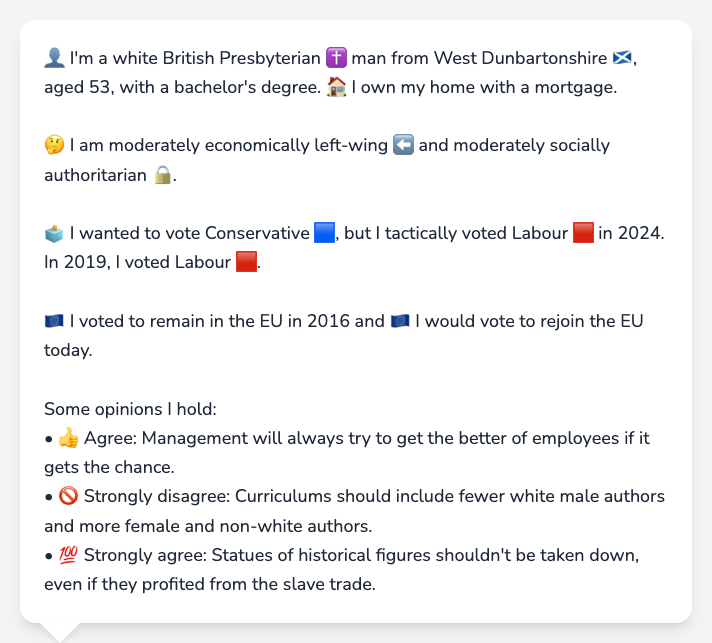 👤 I'm a white British Presbyterian ✝️ man from West Dunbartonshire 🏴󠁧󠁢󠁳󠁣󠁴󠁿,
aged 53, with a bachelor's degree. 🏠 I own my home with a mortgage.
🤔 I am moderately economically left-wing ⬅️ and moderately socially
authoritarian 🔒.
🗳️ I wanted to vote Conservative 🟦, but I tactically voted Labour 🟥 in 2024.
In 2019, I voted Labour 🟥.
🇪🇺 I voted to remain in the EU in 2016 and 🇪🇺 I would vote to rejoin the EU
today.
Some opinions I hold:
• 👍 Agree: Management will always try to get the better of employees if it
gets the chance.
• 🚫 Strongly disagree: Curriculums should include fewer white male authors
and more female and non-white authors.
• 💯 Strongly agree: Statues of historical figures shouldn't be taken down,
even if they profited from the slave trade.